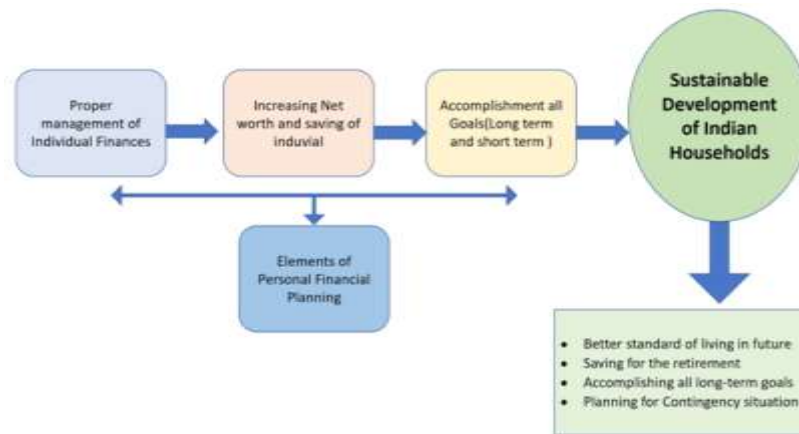 Proper
management of
Individual Finances
Increasing Net
worth and saving of
induvial
Accomplishment all
Goals(Long term
and short term )
Sustainable
Development
of Indian
Households
Elements of
Personal Financial
Planning
• Better standard of living in future
• Saving for the retirement
• Accomplishing all long-term goals
• Planning for Contingency situation